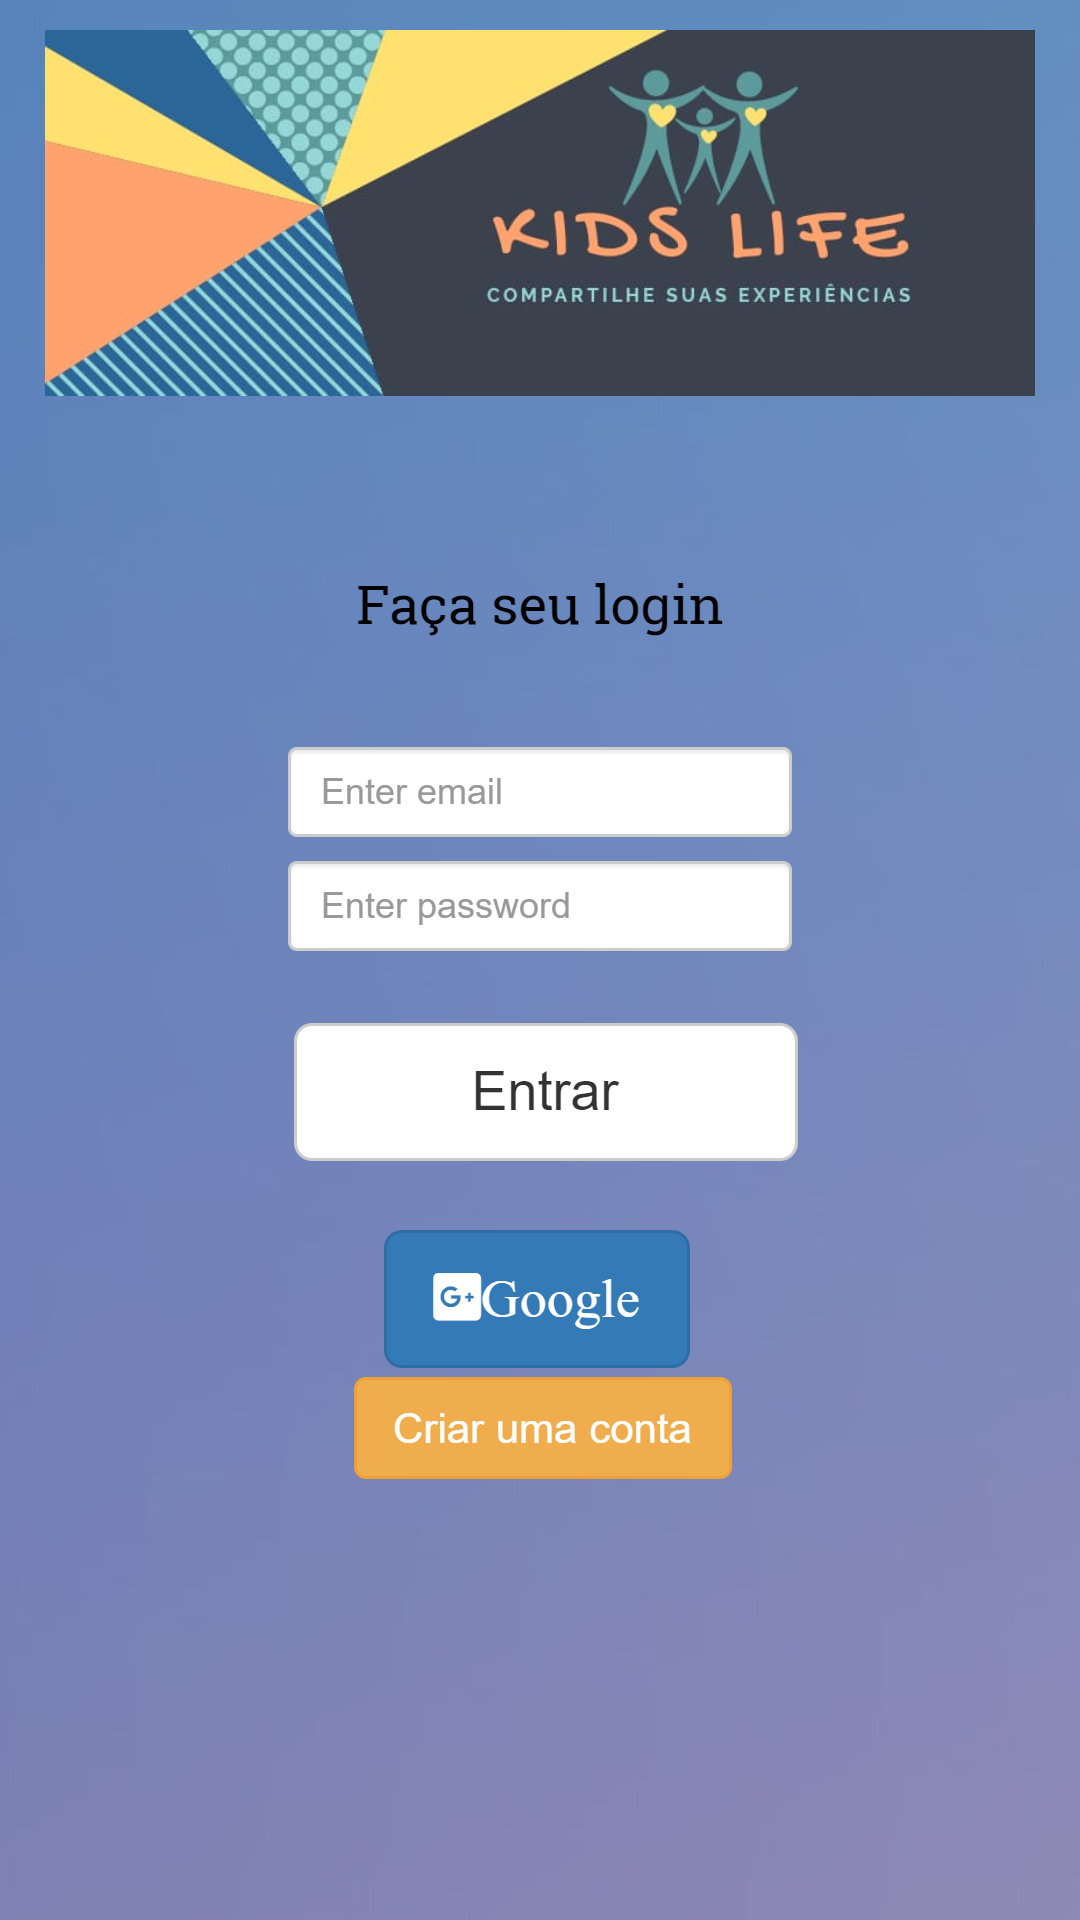 KIDS LIFE
COMPARTILHE SUAS EXPERIÊNCIAS
Faça seu login
Enter email
Enter password
Entrar
G+Google
Criar uma conta